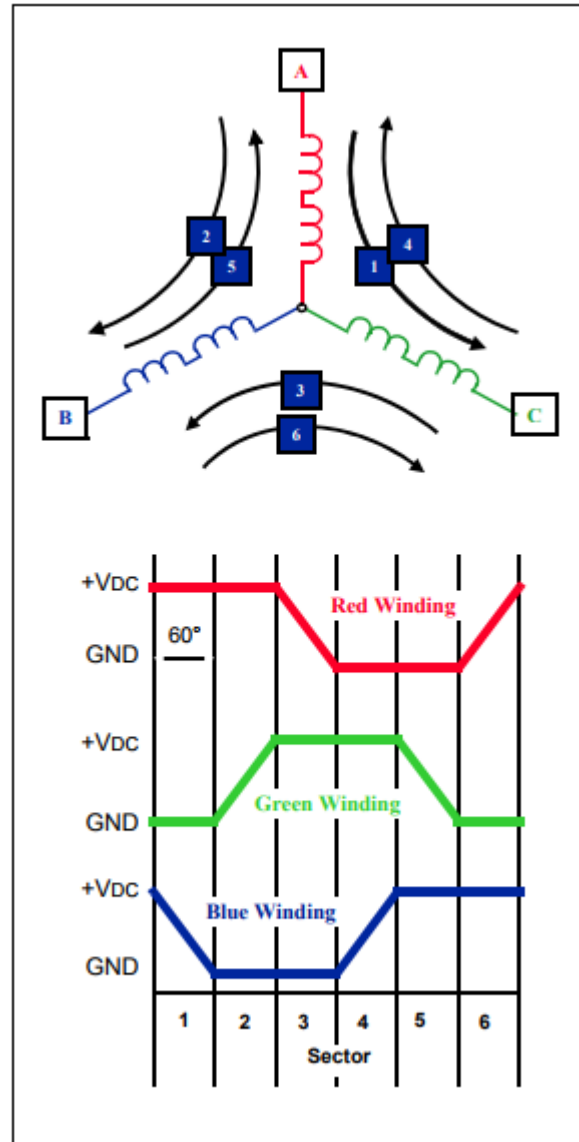 A
2
4
5
1
3
B
6
C
+VDC
Red Winding
60°
GND
+VDC
Green Winding
GND
+VDC
Blue Winding
GND
1 2 3 4 5 6
Sector